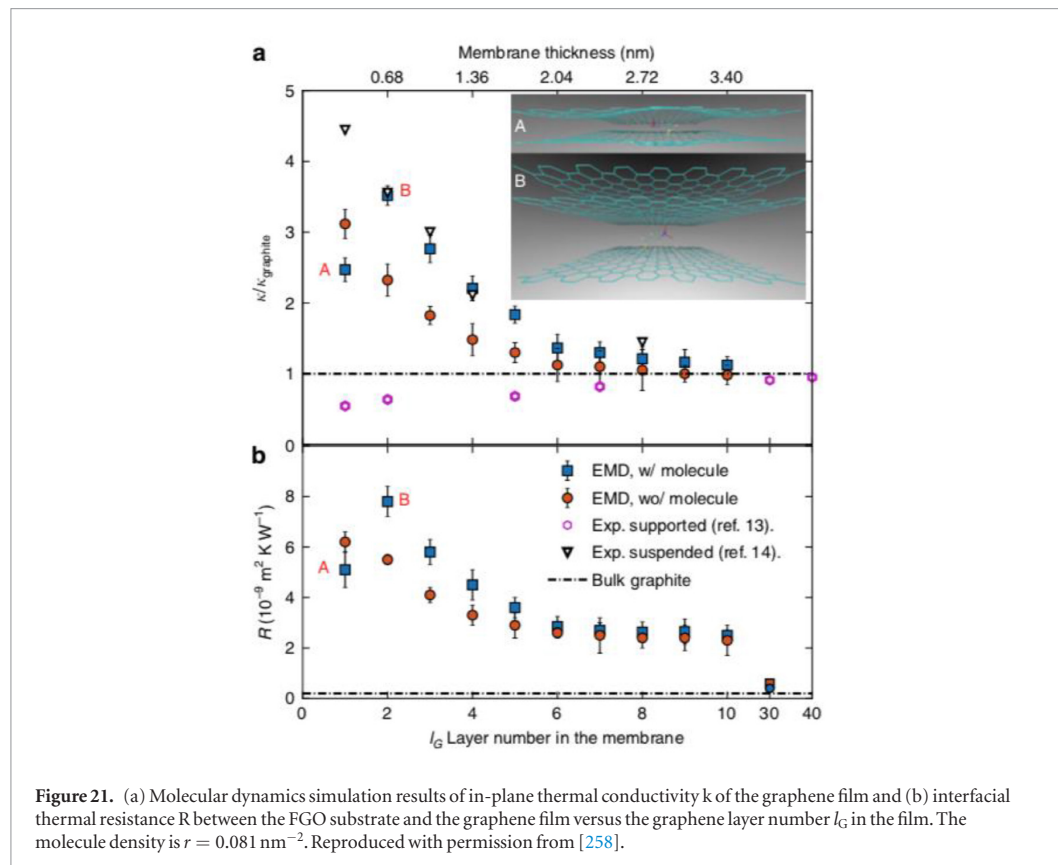 a
Membrane thickness (nm)
0.68 1.36 2.04 2.72 3.40
5
4
3
2
1
0
κ/κgraphite
A
B
A
B
b
8
6
4
2
0
R (10⁻⁹ m² K W⁻¹)
A
B
EMD, w/ molecule
EMD, wo/ molecule
Exp. supported (ref. 13).
Exp. suspended (ref. 14).
Bulk graphite
0 2 4 6 8 10 30 40
lG Layer number in the membrane
Figure 21. (a) Molecular dynamics simulation results of in-plane thermal conductivity k of the graphene film and (b) interfacial
thermal resistance R between the FGO substrate and the graphene film versus the graphene layer number lG in the film. The
molecule density is r = 0.081 nm⁻². Reproduced with permission from [258].